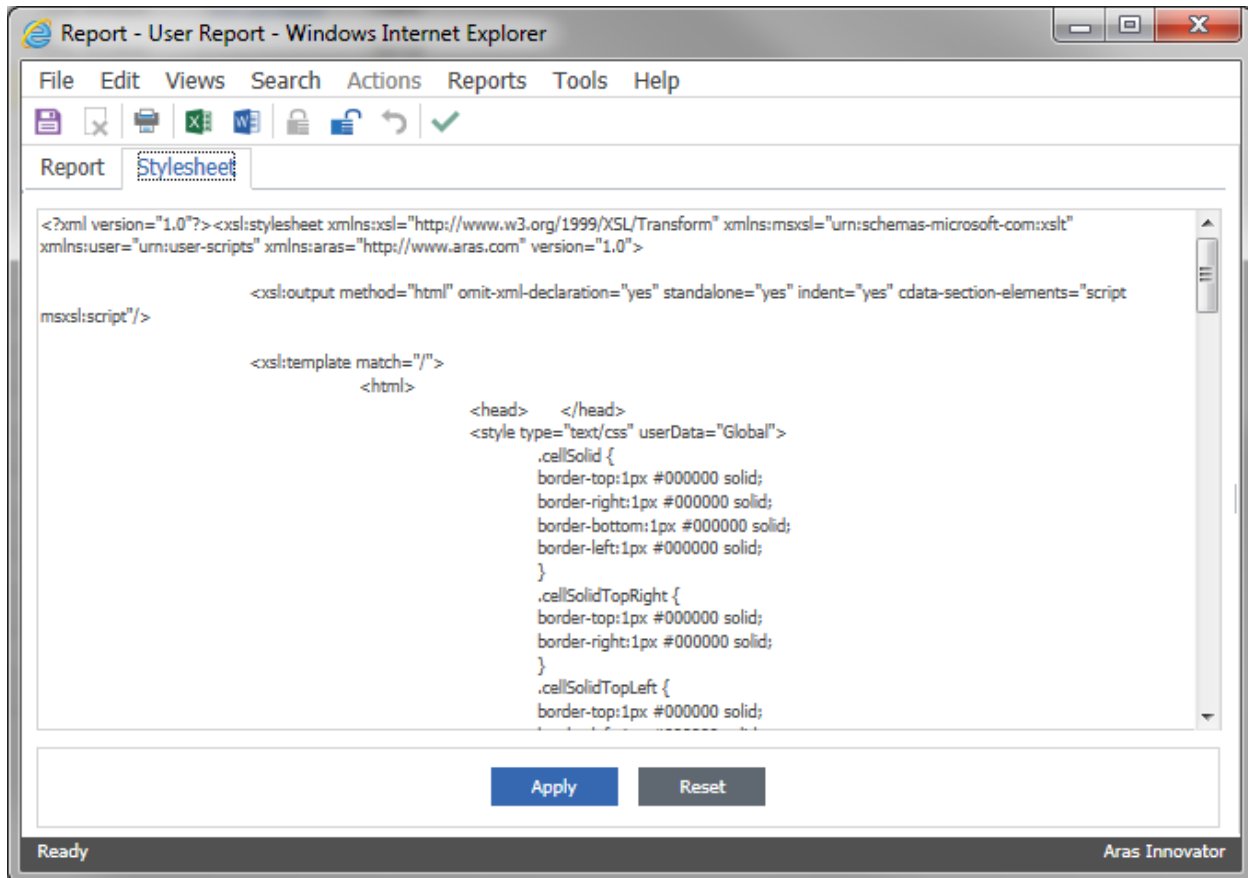 Report - User Report - Windows Internet Explorer
File Edit Views Search Actions Reports Tools Help
Report Stylesheet
<?xml version="1.0"?><xsl:stylesheet xmlns:xsl="http://www.w3.org/1999/XSL/Transform" xmlns:msxsl="urn:schemas-microsoft-com:xslt"
xmlns:user="urn:user-scripts" xmlns:aras="http://www.aras.com" version="1.0">
<xsl:output method="html" omit-xml-declaration="yes" standalone="yes" indent="yes" cdata-section-elements="script
msxsl:script"/>
<xsl:template match="/">
<html>
<head> </head>
<style type="text/css" userData="Global">
.cellSolid {
border-top:1px #000000 solid;
border-right:1px #000000 solid;
border-bottom:1px #000000 solid;
border-left:1px #000000 solid;
}
.cellSolidTopRight {
border-top:1px #000000 solid;
border-right:1px #000000 solid;
}
.cellSolidTopLeft {
border-top:1px #000000 solid;
Apply Reset
Ready Aras Innovator